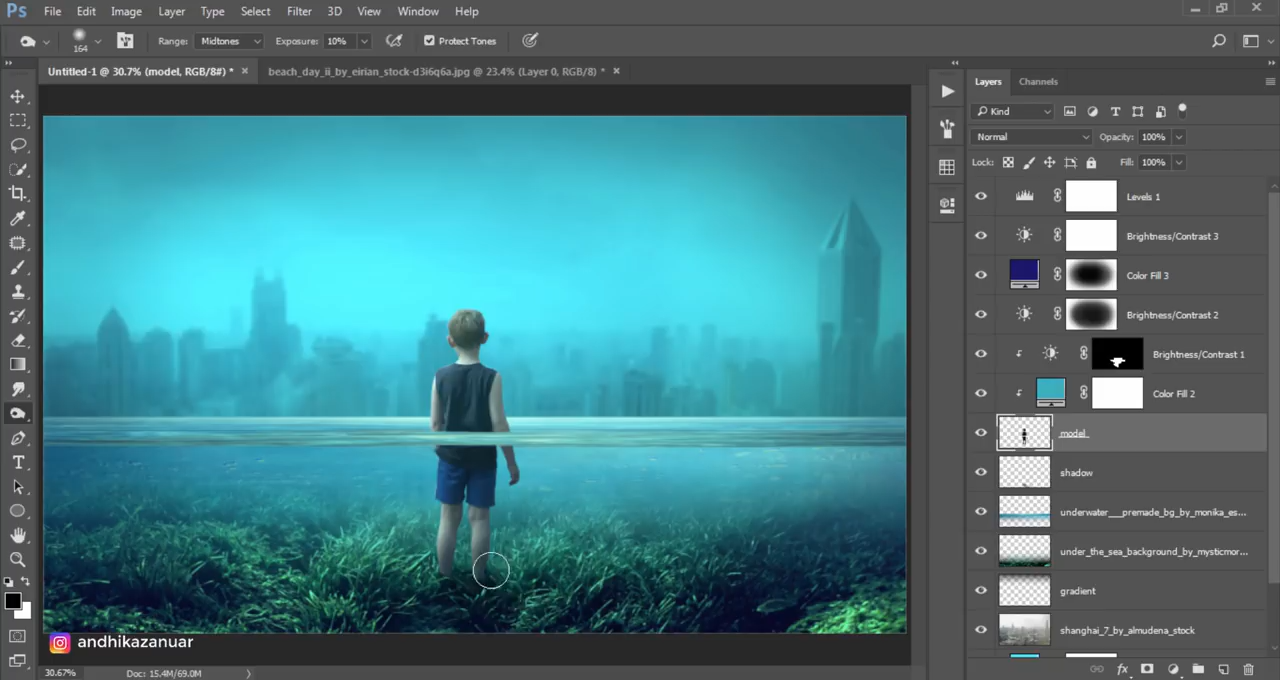 Ps File Edit Image Layer Type Select Filter 3D View Window Help
164 Range: Midtones Exposure: 10% Protect Tones
Untitled-1 @ 30.7% (model, RGB/8#) * × beach_day_ii_by_eirian_stock-d3i6q6a.jpg @ 23.4% (Layer 0, RGB/8) * ×
Layers Channels
Kind
Normal Opacity: 100%
Lock: Fill: 100%
Levels 1
Brightness/Contrast 3
Color Fill 3
Brightness/Contrast 2
Brightness/Contrast 1
Color Fill 2
model
shadow
underwater___premade_bg_by_monika_es...
under_the_sea_background_by_mysticmor...
gradient
shanghai_7_by_almudena_stock
andhikazanuar
30.67% Doc: 15.4M/69.0M